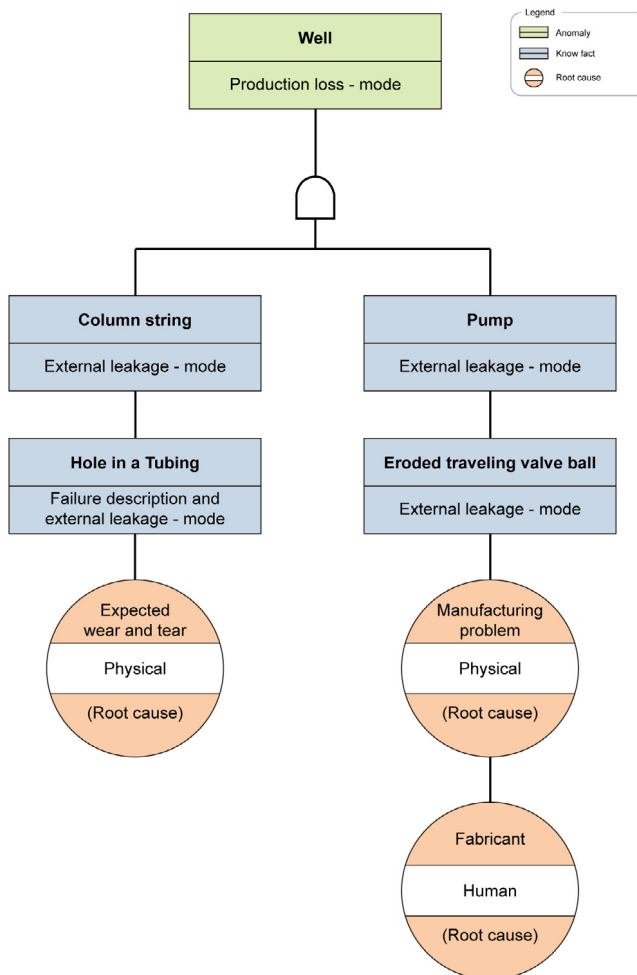 Legend
Anomaly
Know fact
Root cause
Well
Production loss - mode
Column string
External leakage - mode
Pump
External leakage - mode
Hole in a Tubing
Failure description and
external leakage - mode
Eroded traveling valve ball
External leakage - mode
Expected
wear and tear
Physical
(Root cause)
Manufacturing
problem
Physical
(Root cause)
Fabricant
Human
(Root cause)